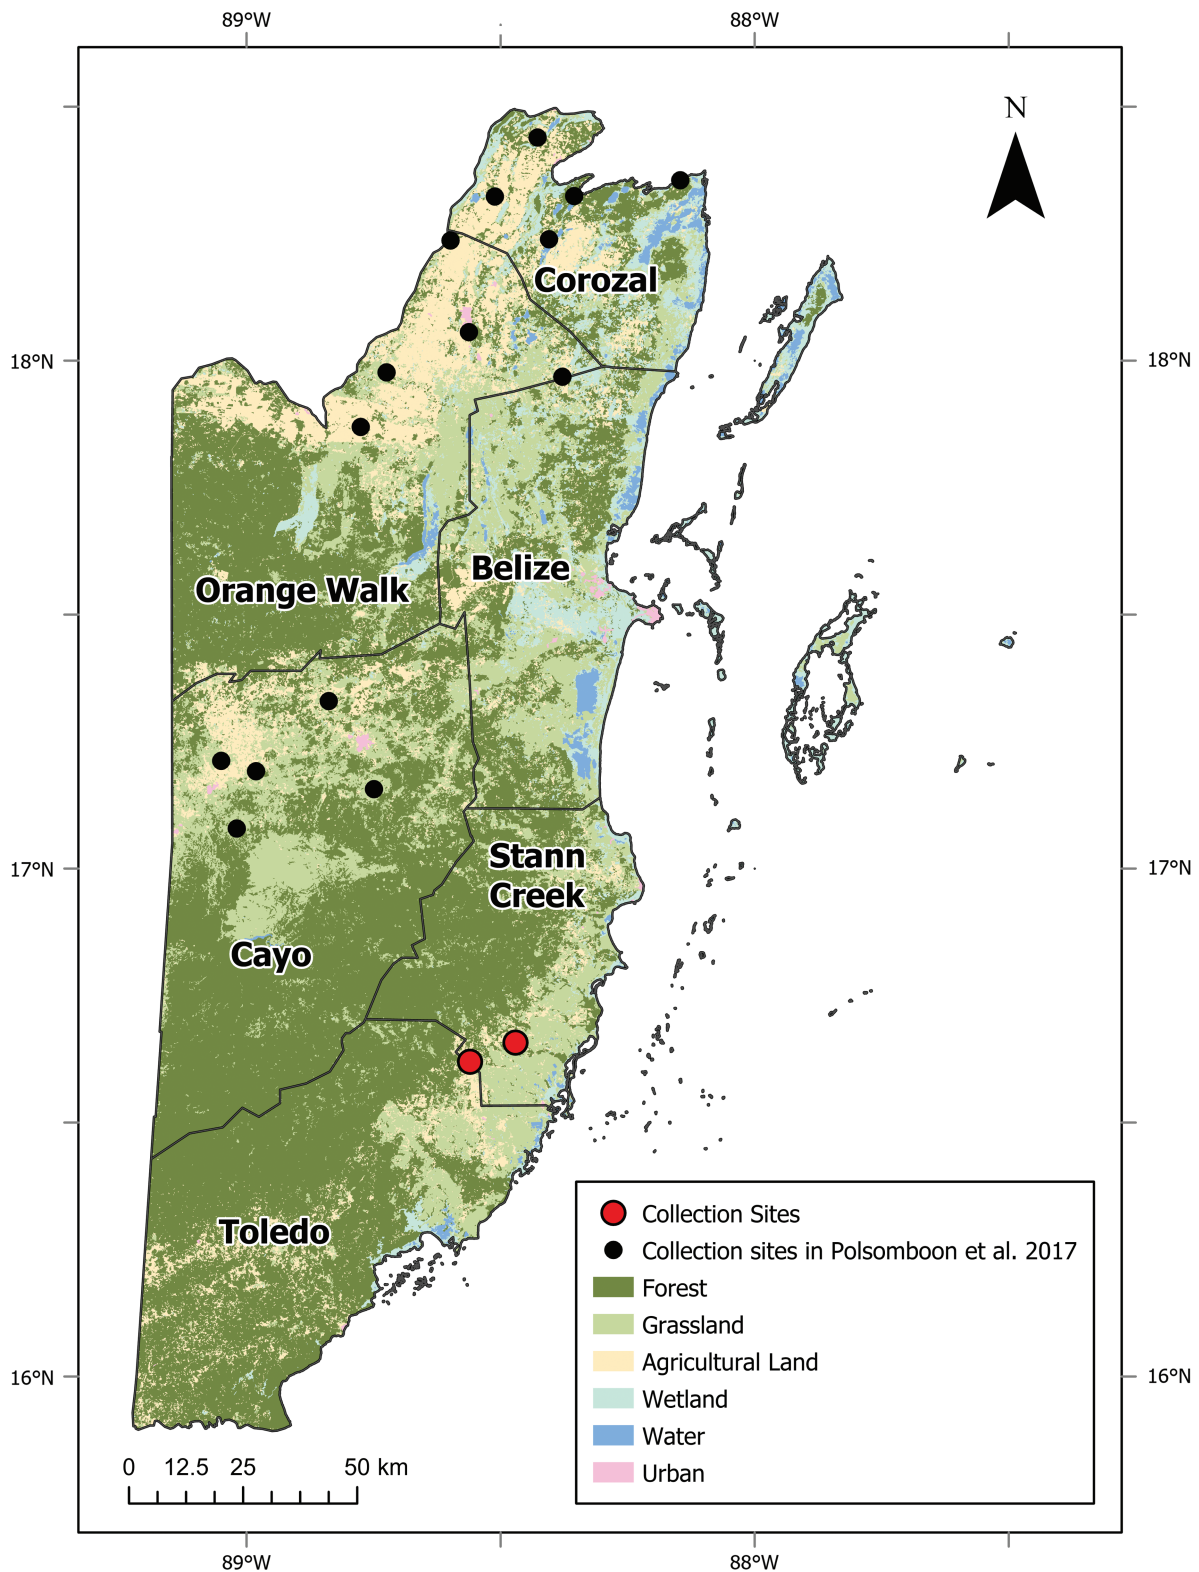 89°W
88°W
N
Corozal
18°N
18°N
Belize
Orange Walk
Stann
Creek
17°N
17°N
Cayo
Toledo
Collection Sites
Collection sites in Polsomboon et al. 2017
Forest
Grassland
Agricultural Land
Wetland
Water
Urban
16°N
16°N
0 12.5 25 50 km
89°W
88°W